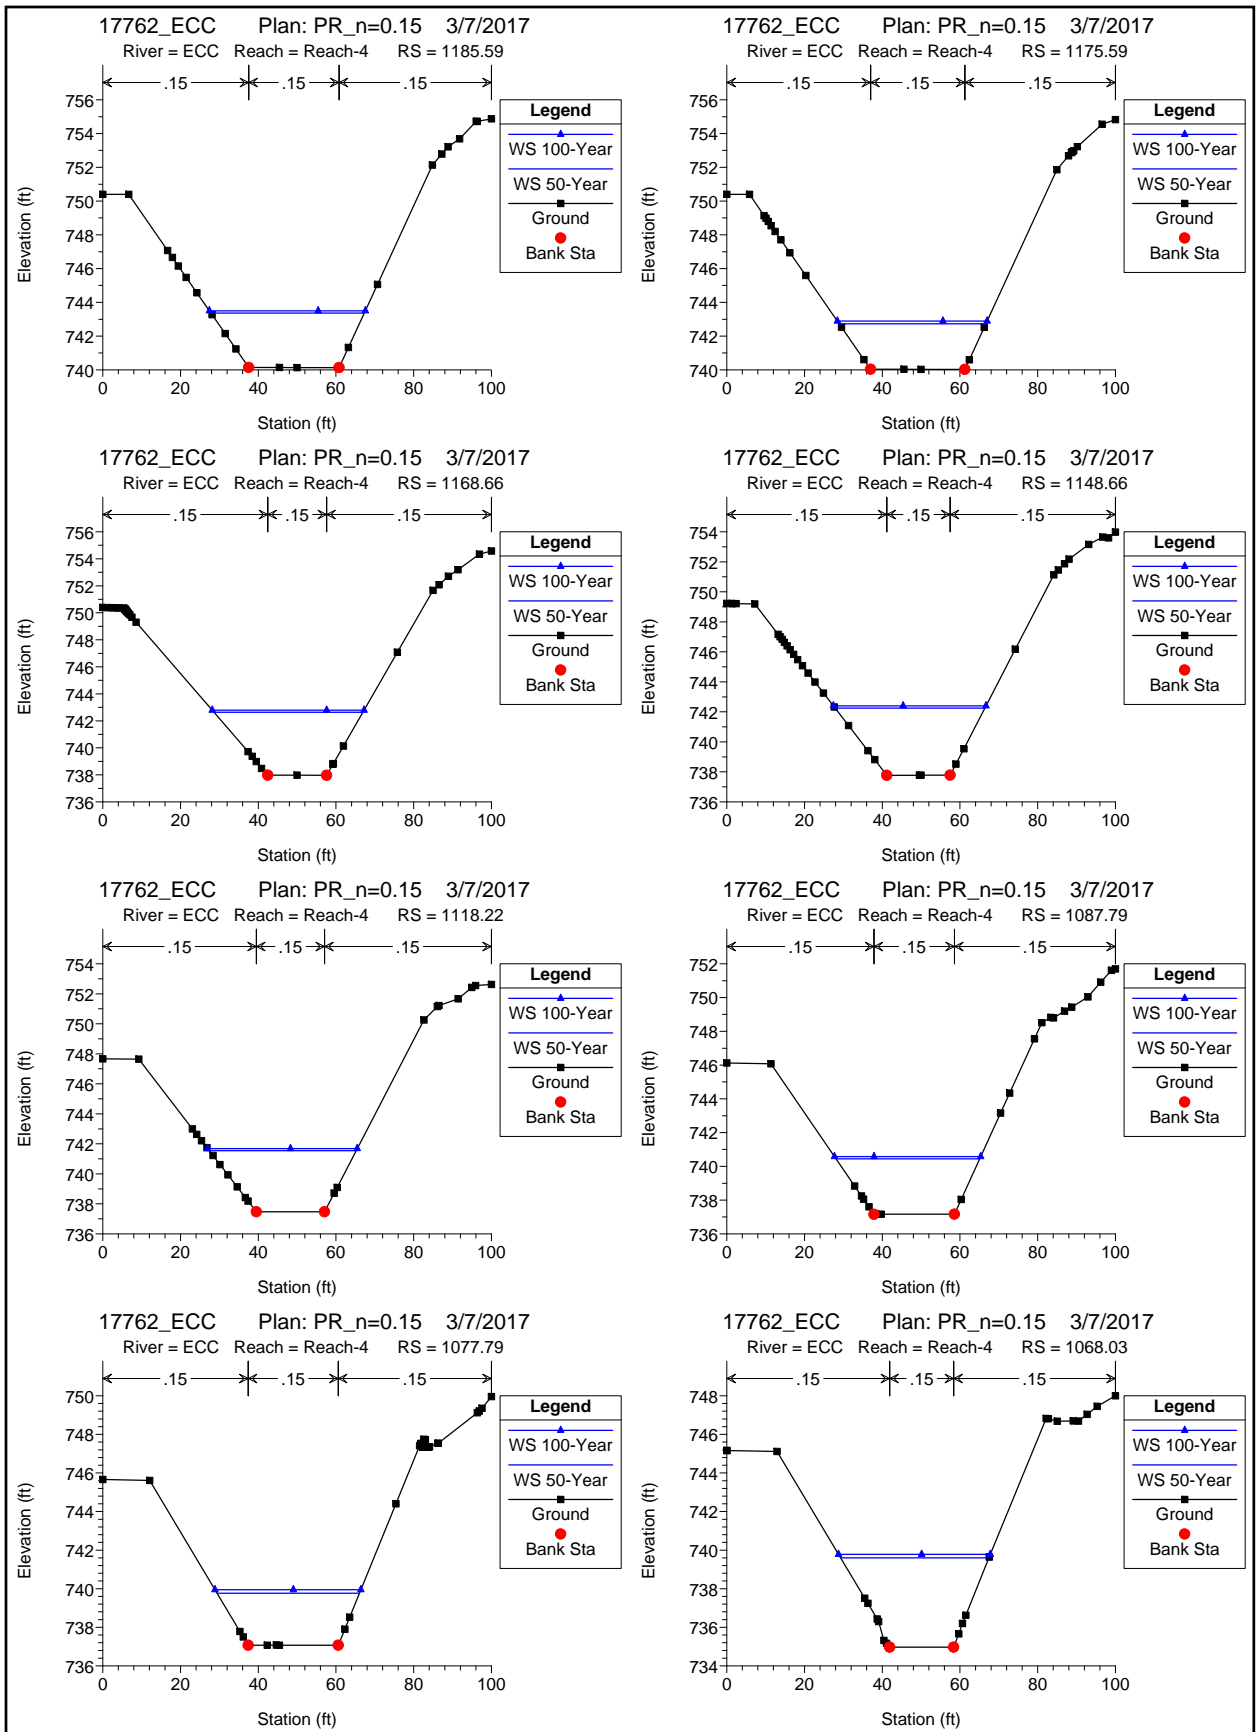 17762_ECC Plan: PR_n=0.15 3/7/2017
River = ECC Reach = Reach-4 RS = 1185.59
.15 .15 .15
756
754
752
750
748
746
744
742
740
0 20 40 60 80 100
Station (ft)
Elevation (ft)
Legend
WS 100-Year
WS 50-Year
Ground
Bank Sta
17762_ECC Plan: PR_n=0.15 3/7/2017
River = ECC Reach = Reach-4 RS = 1175.59
.15 .15 .15
756
754
752
750
748
746
744
742
740
0 20 40 60 80 100
Station (ft)
Elevation (ft)
Legend
WS 100-Year
WS 50-Year
Ground
Bank Sta
17762_ECC Plan: PR_n=0.15 3/7/2017
River = ECC Reach = Reach-4 RS = 1168.66
.15 .15 .15
756
754
752
750
748
746
744
742
740
738
736
0 20 40 60 80 100
Station (ft)
Elevation (ft)
Legend
WS 100-Year
WS 50-Year
Ground
Bank Sta
17762_ECC Plan: PR_n=0.15 3/7/2017
River = ECC Reach = Reach-4 RS = 1148.66
.15 .15 .15
754
752
750
748
746
744
742
740
738
736
0 20 40 60 80 100
Station (ft)
Elevation (ft)
Legend
WS 100-Year
WS 50-Year
Ground
Bank Sta
17762_ECC Plan: PR_n=0.15 3/7/2017
River = ECC Reach = Reach-4 RS = 1118.22
.15 .15 .15
754
752
750
748
746
744
742
740
738
736
0 20 40 60 80 100
Station (ft)
Elevation (ft)
Legend
WS 100-Year
WS 50-Year
Ground
Bank Sta
17762_ECC Plan: PR_n=0.15 3/7/2017
River = ECC Reach = Reach-4 RS = 1087.79
.15 .15 .15
752
750
748
746
744
742
740
738
736
0 20 40 60 80 100
Station (ft)
Elevation (ft)
Legend
WS 100-Year
WS 50-Year
Ground
Bank Sta
17762_ECC Plan: PR_n=0.15 3/7/2017
River = ECC Reach = Reach-4 RS = 1077.79
.15 .15 .15
750
748
746
744
742
740
738
736
0 20 40 60 80 100
Station (ft)
Elevation (ft)
Legend
WS 100-Year
WS 50-Year
Ground
Bank Sta
17762_ECC Plan: PR_n=0.15 3/7/2017
River = ECC Reach = Reach-4 RS = 1068.03
.15 .15 .15
748
746
744
742
740
738
736
734
0 20 40 60 80 100
Station (ft)
Elevation (ft)
Legend
WS 100-Year
WS 50-Year
Ground
Bank Sta